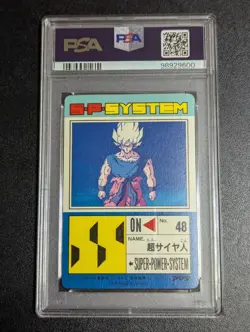 PSA
PSA
98929600
S·P·SYSTEM
ON
No.
48
NAME.
超サイヤ人
SUPER·POWER·SYSTEM